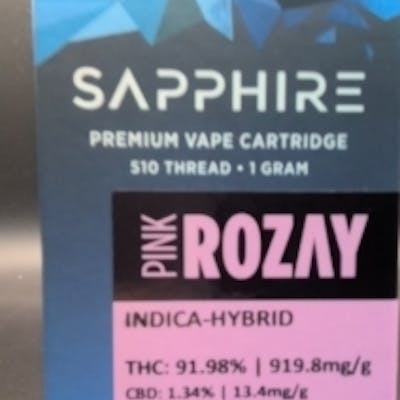 SAPPHIRE
PREMIUM VAPE CARTRIDGE
510 THREAD • 1 GRAM
PINK ROZAY
INDICA-HYBRID
THC: 91.98% | 919.8mg/g
CBD: 1.34% | 13.4mg/g